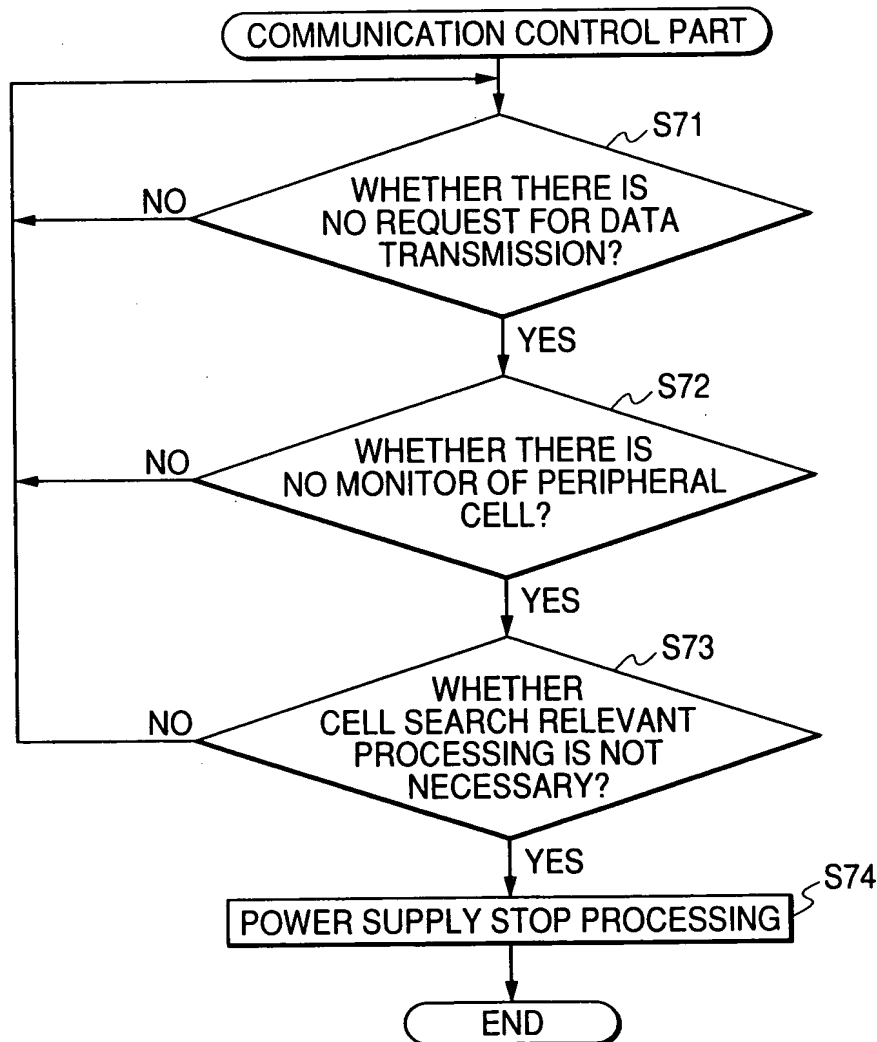 COMMUNICATION CONTROL PART
S71
WHETHER THERE IS
NO REQUEST FOR DATA
TRANSMISSION?
NO
YES
S72
WHETHER THERE IS
NO MONITOR OF PERIPHERAL
CELL?
NO
YES
S73
WHETHER
CELL SEARCH RELEVANT
PROCESSING IS NOT
NECESSARY?
NO
YES
S74
POWER SUPPLY STOP PROCESSING
END